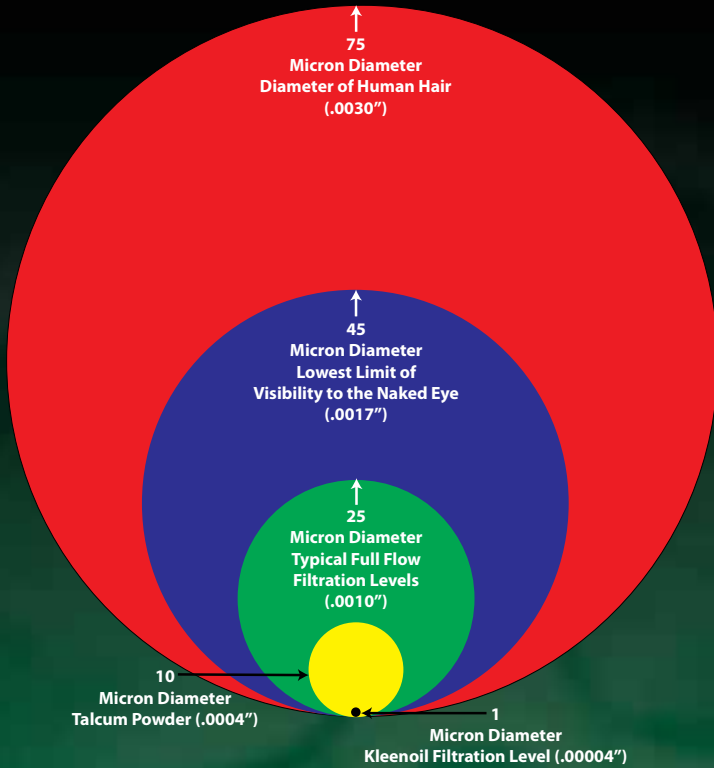 75
Micron Diameter
Diameter of Human Hair
(.0030”)
45
Micron Diameter
Lowest Limit of
Visibility to the Naked Eye
(.0017”)
25
Micron Diameter
Typical Full Flow
Filtration Levels
(.0010”)
10
Micron Diameter
Talcum Powder (.0004”)
1
Micron Diameter
Kleenoil Filtration Level (.00004”)